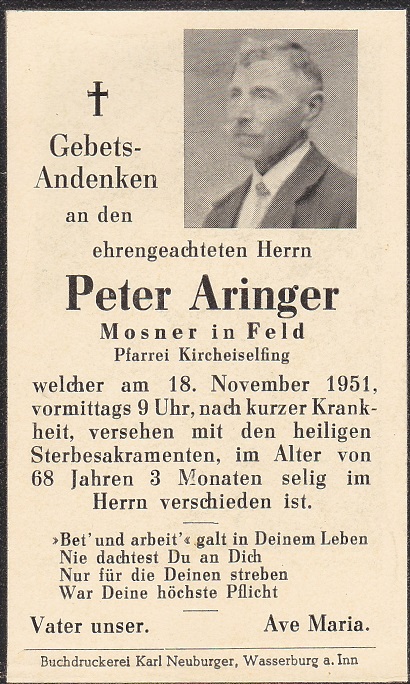 Gebets-
Andenken
an den
ehrengeachteten Herrn
Peter Aringer
Mosner in Feld
Pfarrei Kircheiselfing
welcher am 18. November 1951,
vormittags 9 Uhr, nach kurzer Krank-
heit, versehen mit den heiligen
Sterbesakramenten, im Alter von
68 Jahren 3 Monaten selig im
Herrn verschieden ist.
»Bet' und arbeit'« galt in Deinem Leben
Nie dachtest Du an Dich
Nur für die Deinen streben
War Deine höchste Pflicht
Vater unser. Ave Maria.
Buchdruckerei Karl Neuburger, Wasserburg a. Inn